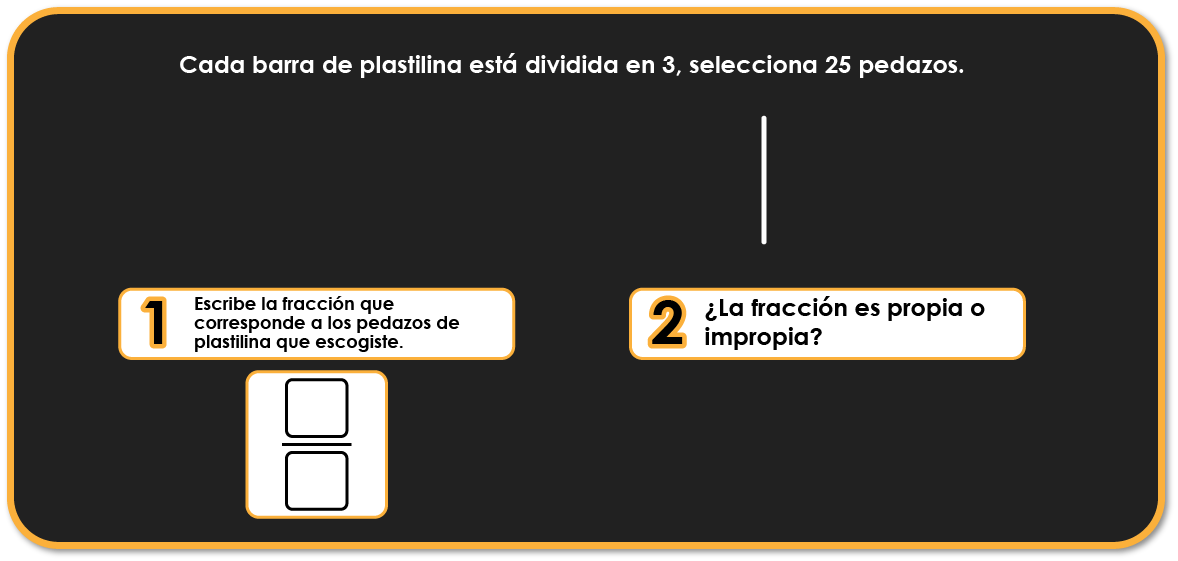 Cada barra de plastilina está dividida en 3, selecciona 25 pedazos.
1
Escribe la fracción que
corresponde a los pedazos de
plastilina que escogiste.
2
¿La fracción es propia o
impropia?